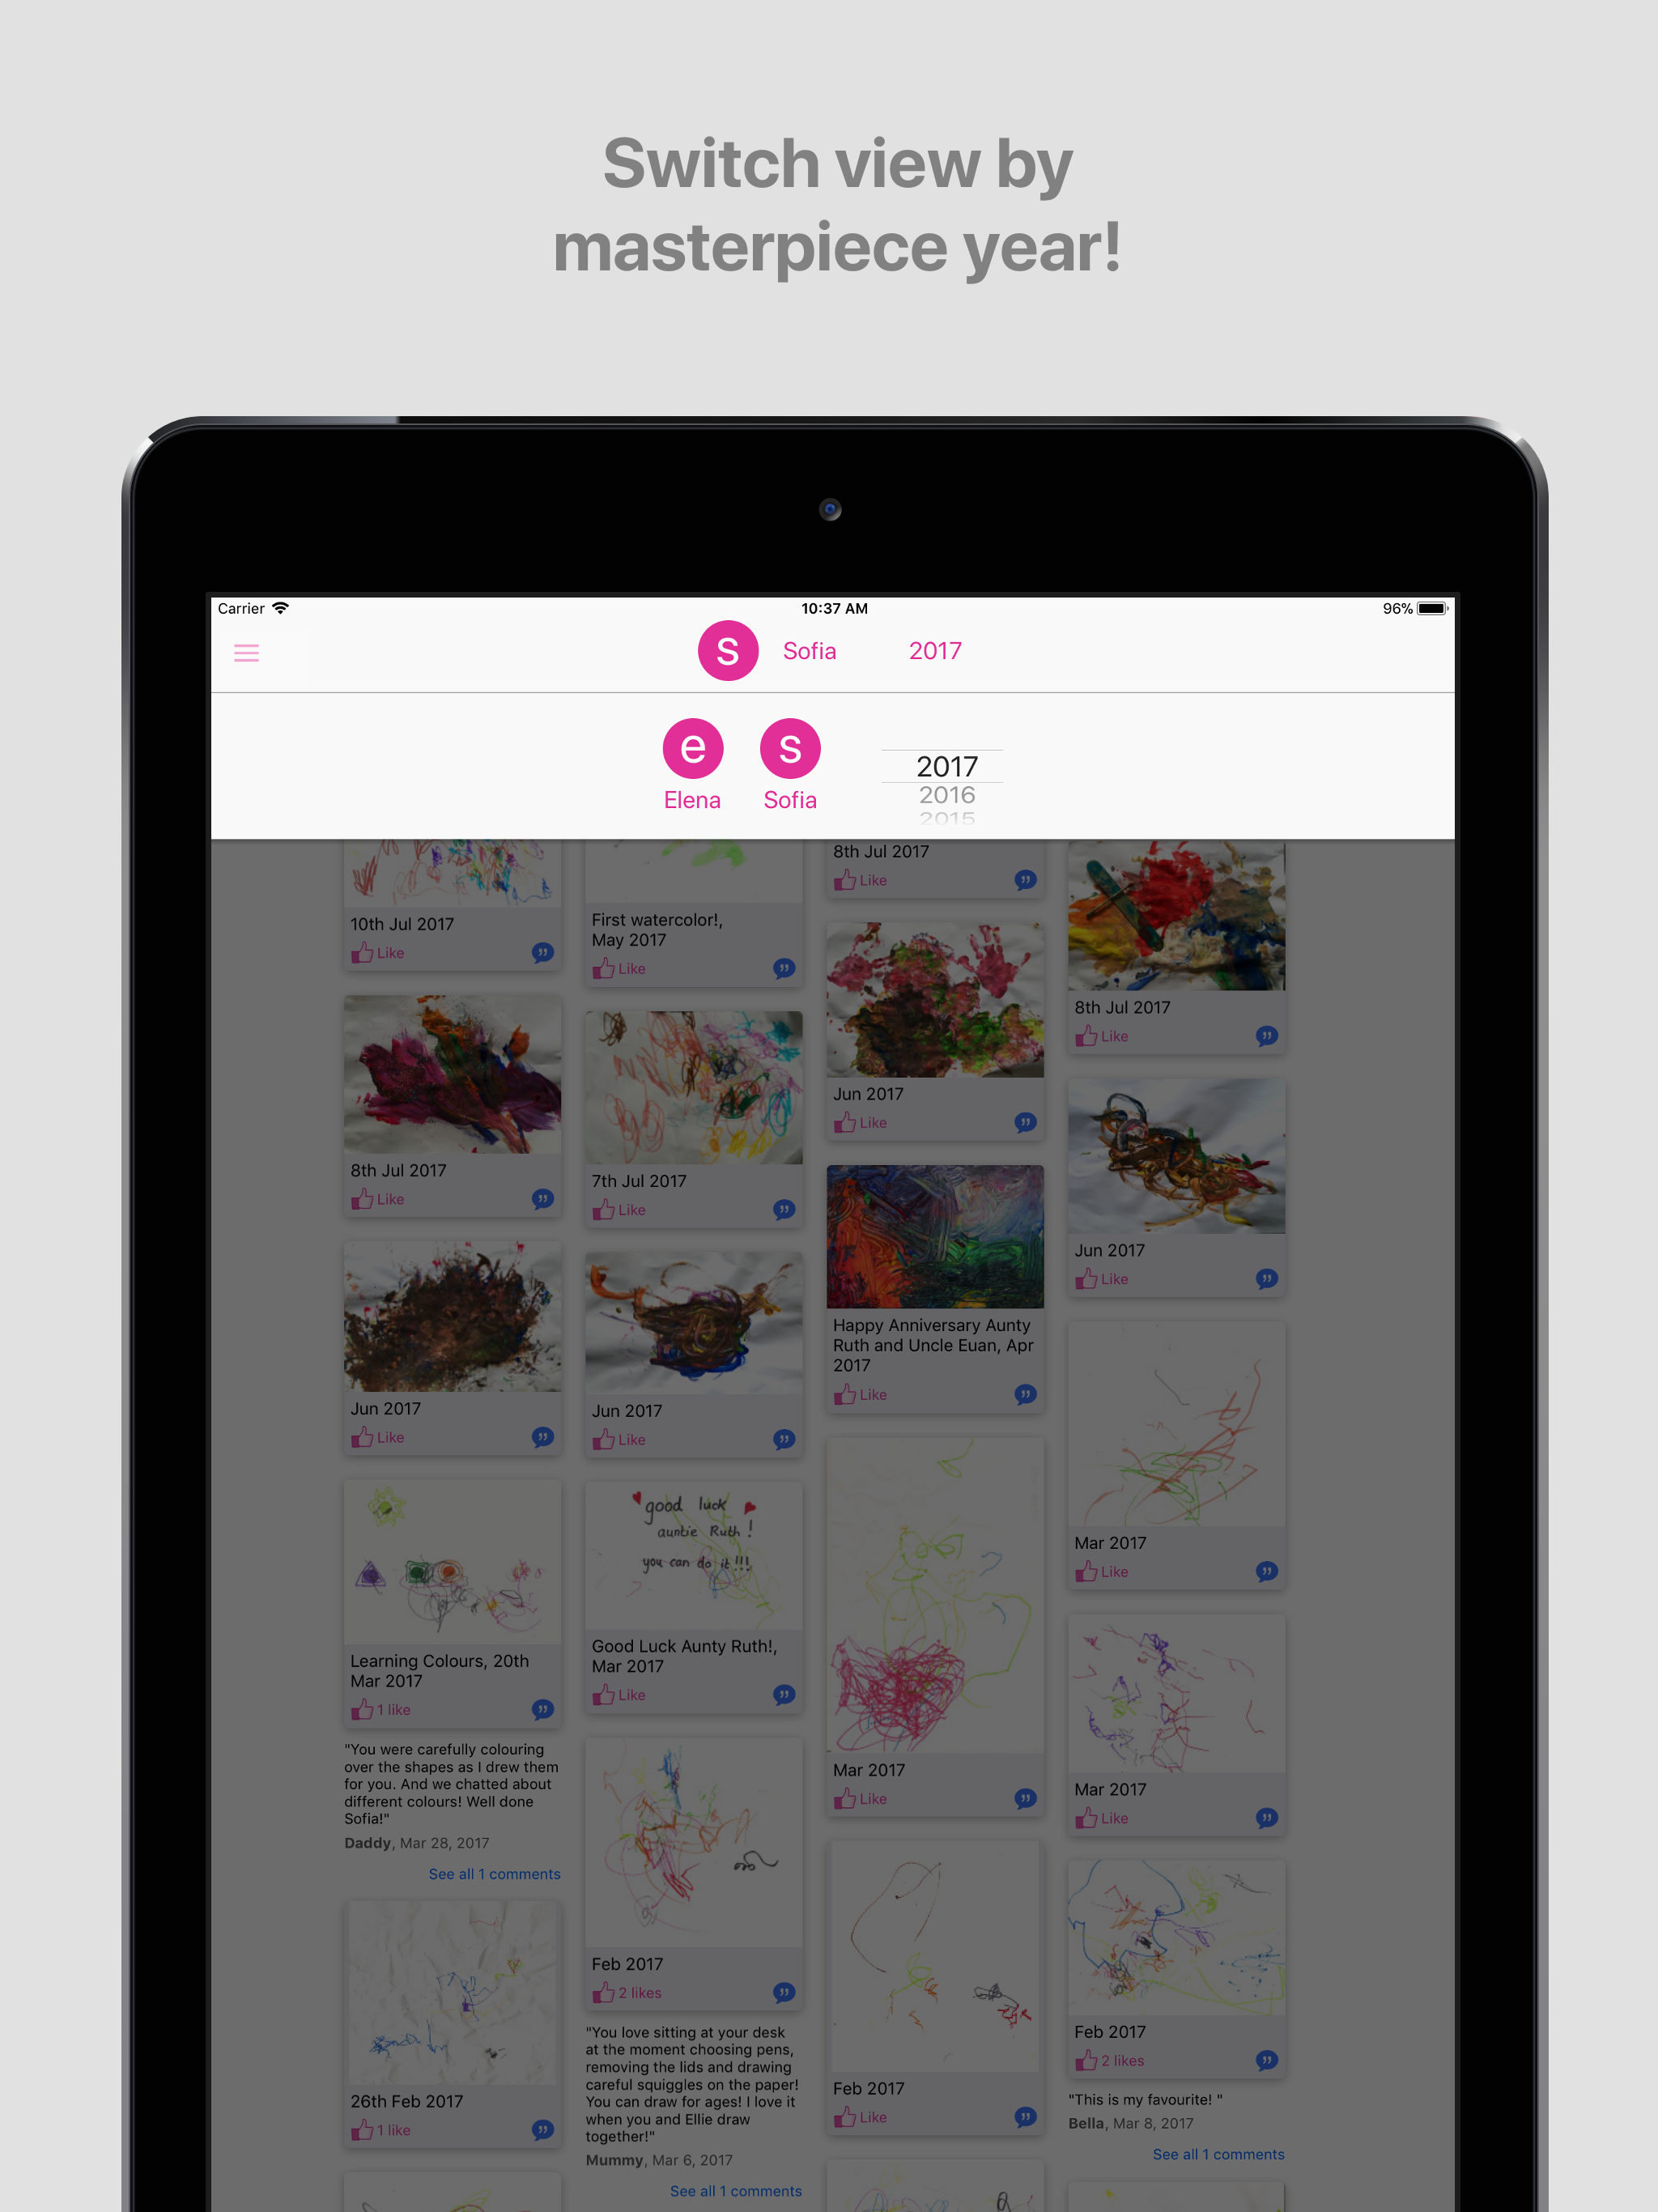 Switch view by
masterpiece year!
Carrier
10:37 AM
96%
s
Sofia
2017
e
s
Elena
Sofia
2017
2016
2015
10th Jul 2017
Like
8th Jul 2017
Like
Jun 2017
Like
Learning Colours, 20th
Mar 2017
1 like
"You were carefully colouring
over the shapes as I drew them
for you. And we chatted about
different colours! Well done
Sofia!"
Daddy, Mar 28, 2017
See all 1 comments
26th Feb 2017
1 like
First watercolor!,
May 2017
Like
7th Jul 2017
Like
Jun 2017
Like
good luck
auntie Ruth !
you can do it !!!
Good Luck Aunty Ruth!,
Mar 2017
Like
Feb 2017
2 likes
"You love sitting at your desk
at the moment choosing pens,
removing the lids and drawing
careful squiggles on the paper!
You can draw for ages! I love it
when you and Ellie draw
together!"
Mummy, Mar 6, 2017
See all 1 comments
8th Jul 2017
Like
Jun 2017
Like
Happy Anniversary Aunty
Ruth and Uncle Euan, Apr
2017
Like
Mar 2017
Like
Feb 2017
Like
8th Jul 2017
Like
Jun 2017
Like
Mar 2017
Like
Mar 2017
Like
Feb 2017
2 likes
"This is my favourite! "
Bella, Mar 8, 2017
See all 1 comments